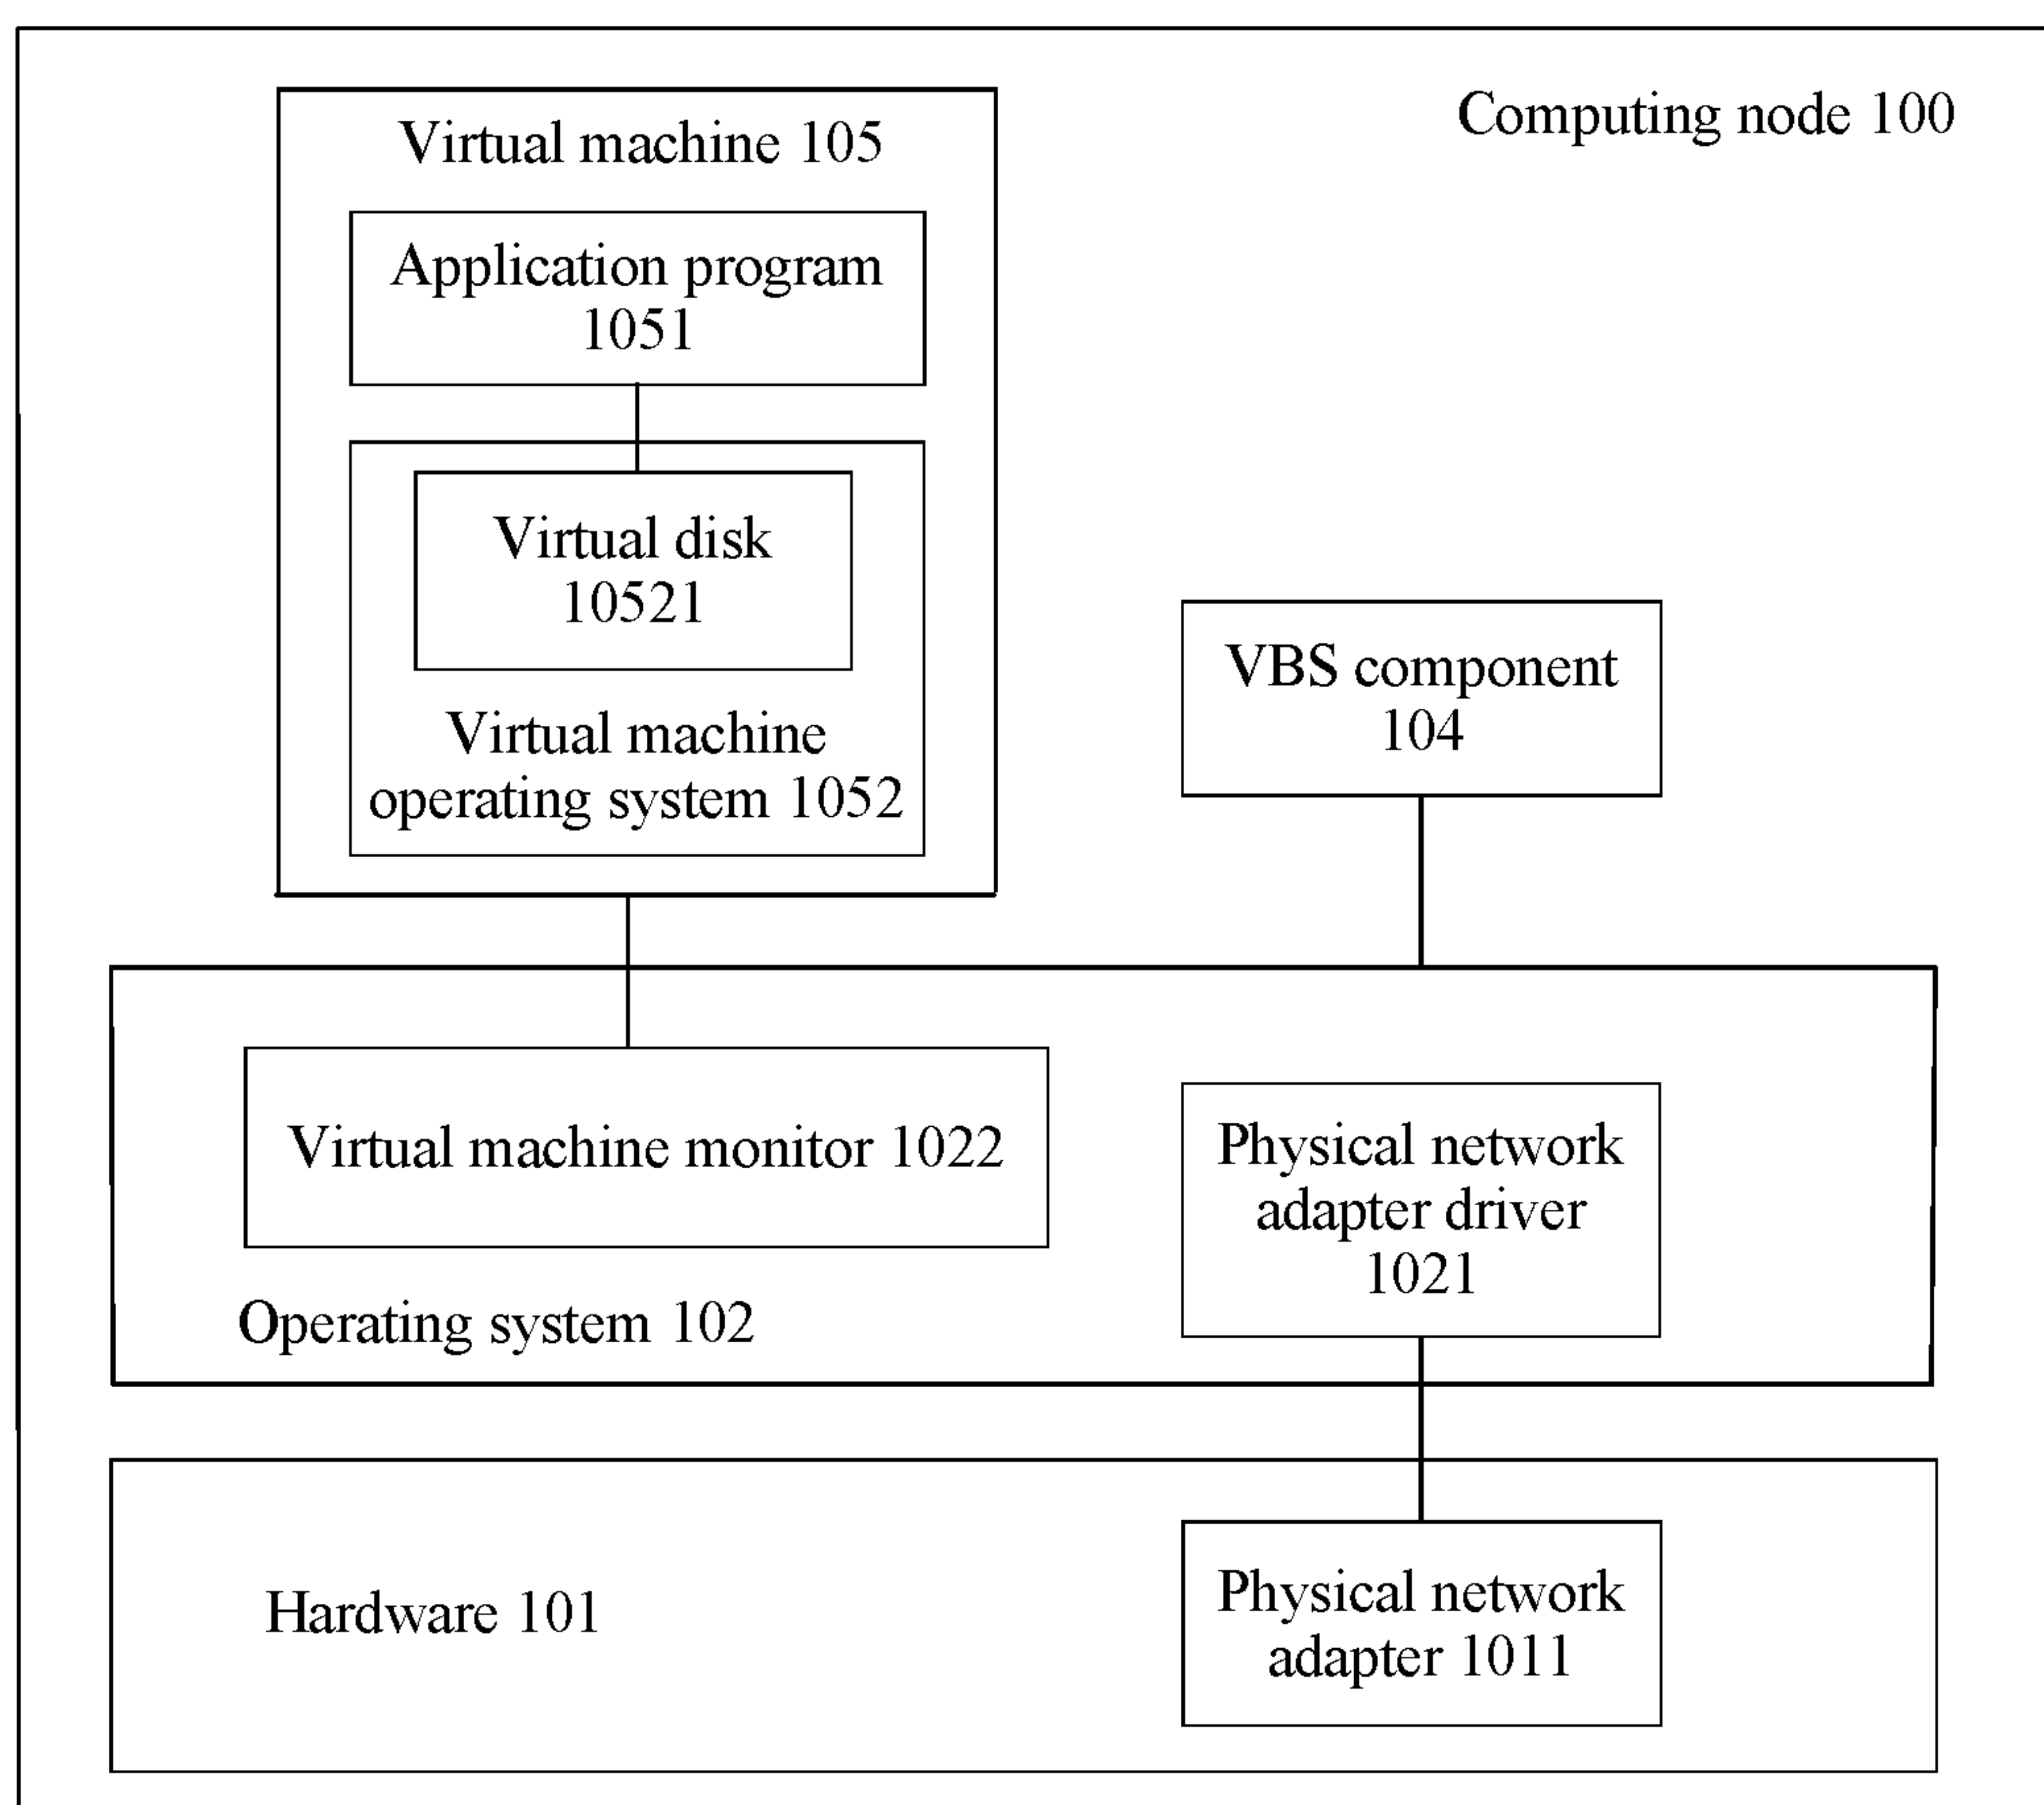 Computing node 100
Virtual machine 105
Application program
1051
Virtual disk
10521
Virtual machine
operating system 1052
VBS component
104
Virtual machine monitor 1022
Physical network
adapter driver
1021
Operating system 102
Hardware 101
Physical network
adapter 1011